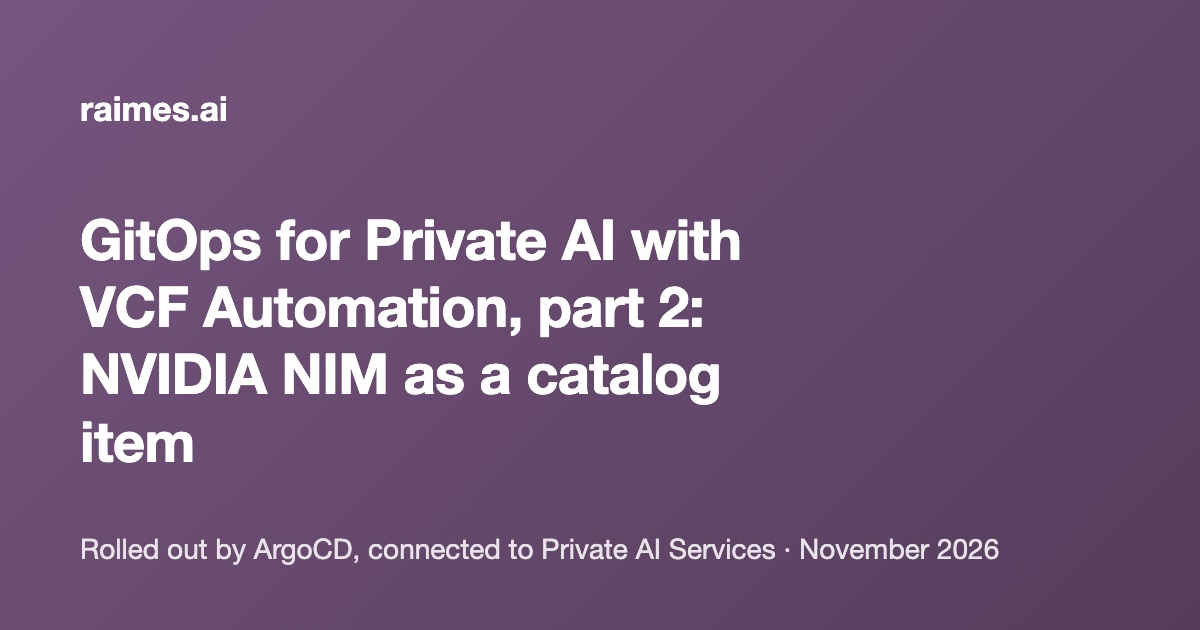 raimes.ai
GitOps for Private AI with
VCF Automation, part 2:
NVIDIA NIM as a catalog
item
Rolled out by ArgoCD, connected to Private AI Services · November 2026